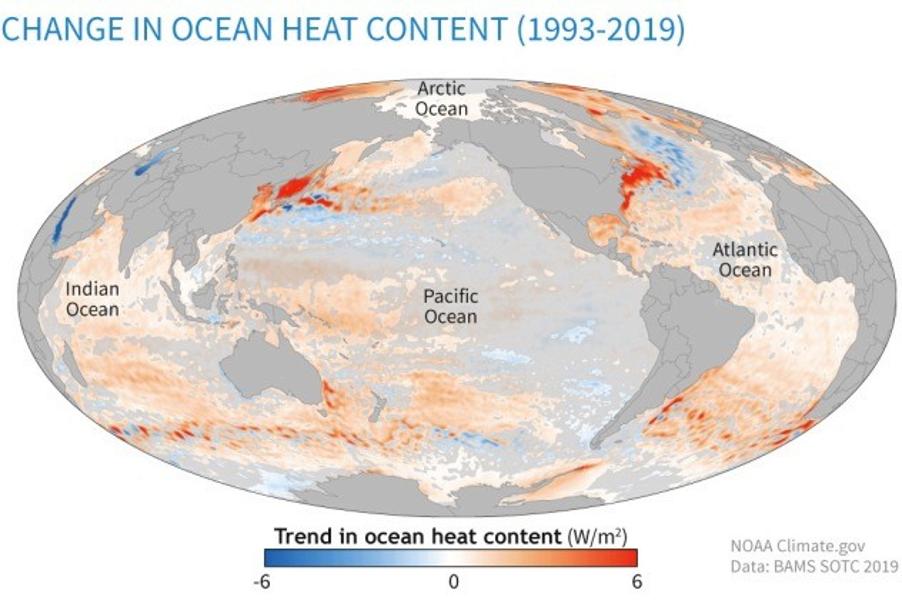 CHANGE IN OCEAN HEAT CONTENT (1993-2019)
Arctic
Ocean
Atlantic
Ocean
Indian
Ocean
Pacific
Ocean
Trend in ocean heat content (W/m²)
-6 0 6
NOAA Climate.gov
Data: BAMS SOTC 2019